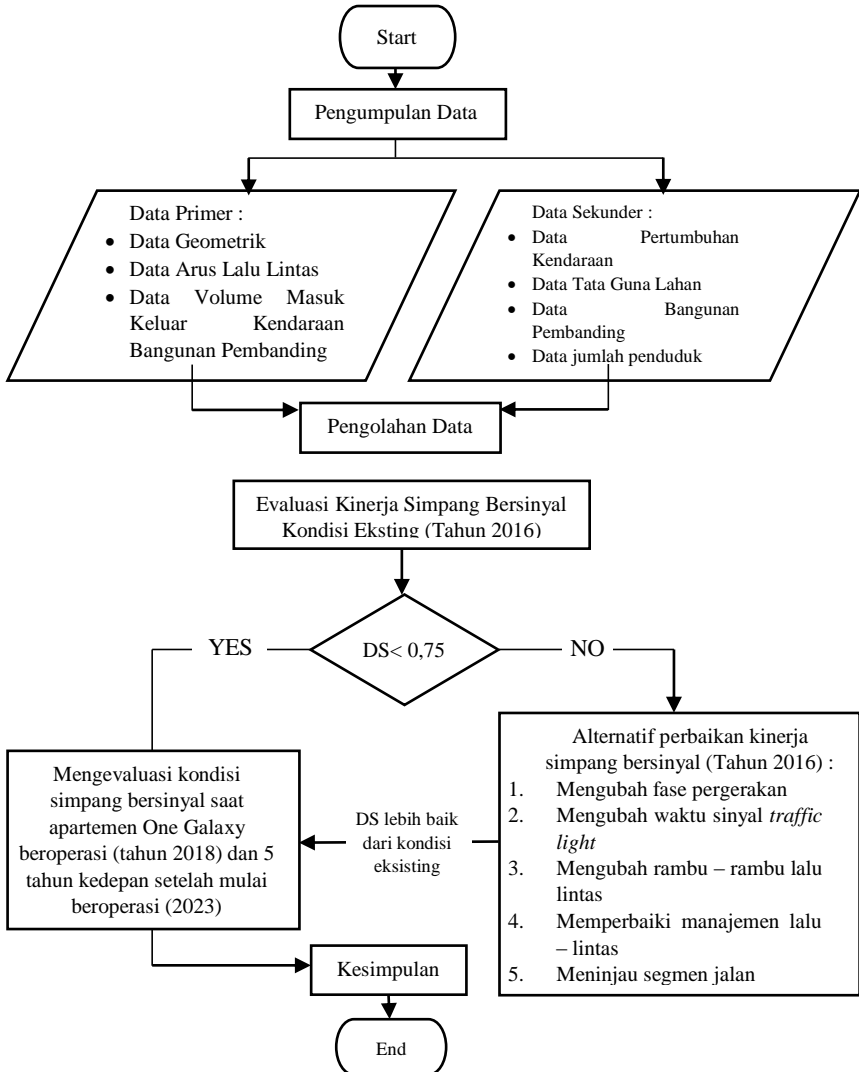 Start
Pengumpulan Data
Data Primer :
• Data Geometrik
• Data Arus Lalu Lintas
• Data Volume Masuk
Keluar Kendaraan
Bangunan Pembanding
Data Sekunder :
• Data Pertumbuhan
Kendaraan
• Data Tata Guna Lahan
• Data Bangunan
Pembanding
• Data jumlah penduduk
Pengolahan Data
Evaluasi Kinerja Simpang Bersinyal
Kondisi Eksting (Tahun 2016)
DS< 0,75
YES
NO
Mengevaluasi kondisi
simpang bersinyal saat
apartemen One Galaxy
beroperasi (tahun 2018) dan 5
tahun kedepan setelah mulai
beroperasi (2023)
DS lebih baik
dari kondisi
eksisting
Alternatif perbaikan kinerja
simpang bersinyal (Tahun 2016) :
1. Mengubah fase pergerakan
2. Mengubah waktu sinyal traffic
light
3. Mengubah rambu – rambu lalu
lintas
4. Memperbaiki manajemen lalu
– lintas
5. Meninjau segmen jalan
Kesimpulan
End